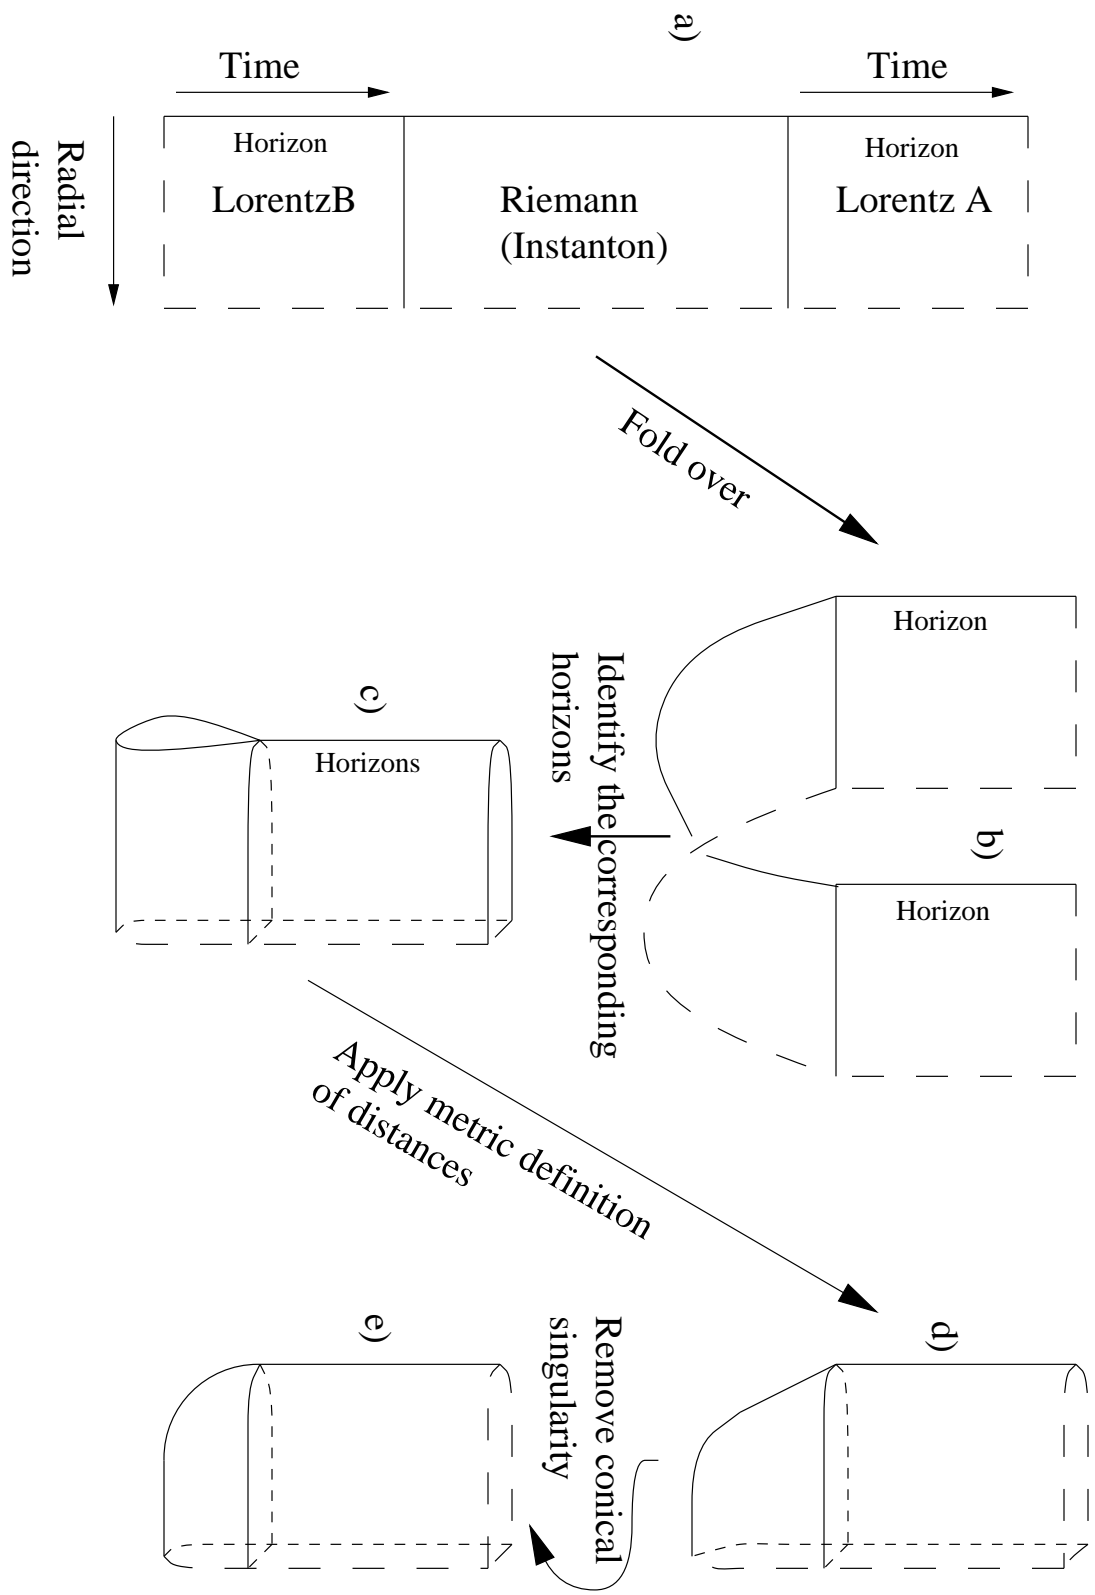 a)
Time
Time
Horizon
Horizon
LorentzB
Riemann
(Instanton)
Lorentz A
Radial
direction
Fold over
b)
Horizon
Horizon
Identify the corresponding
horizons
c)
Horizons
Apply metric definition
of distances
d)
Remove conical
singularity
e)